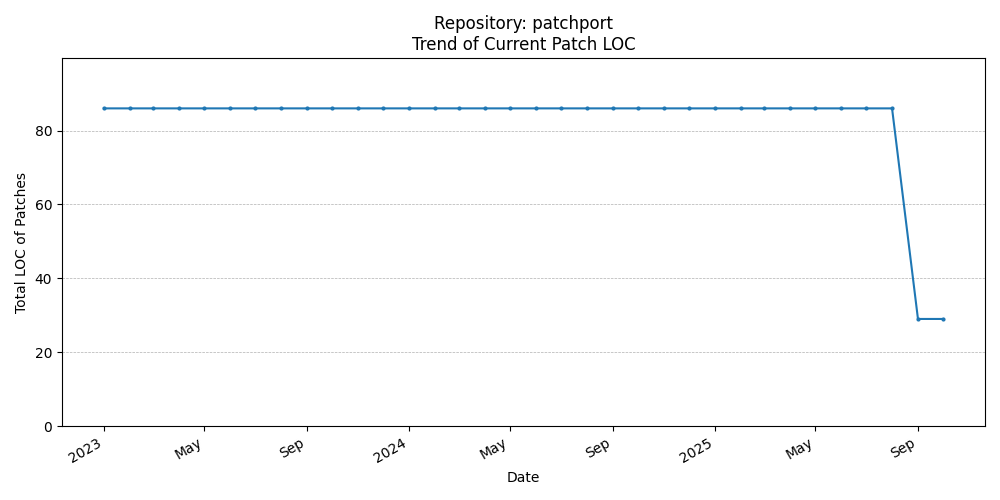 Repository: patchport
Trend of Current Patch LOC
Total LOC of Patches
80
60
40
20
0
2023
May
Sep
2024
May
Sep
2025
May
Sep
Date